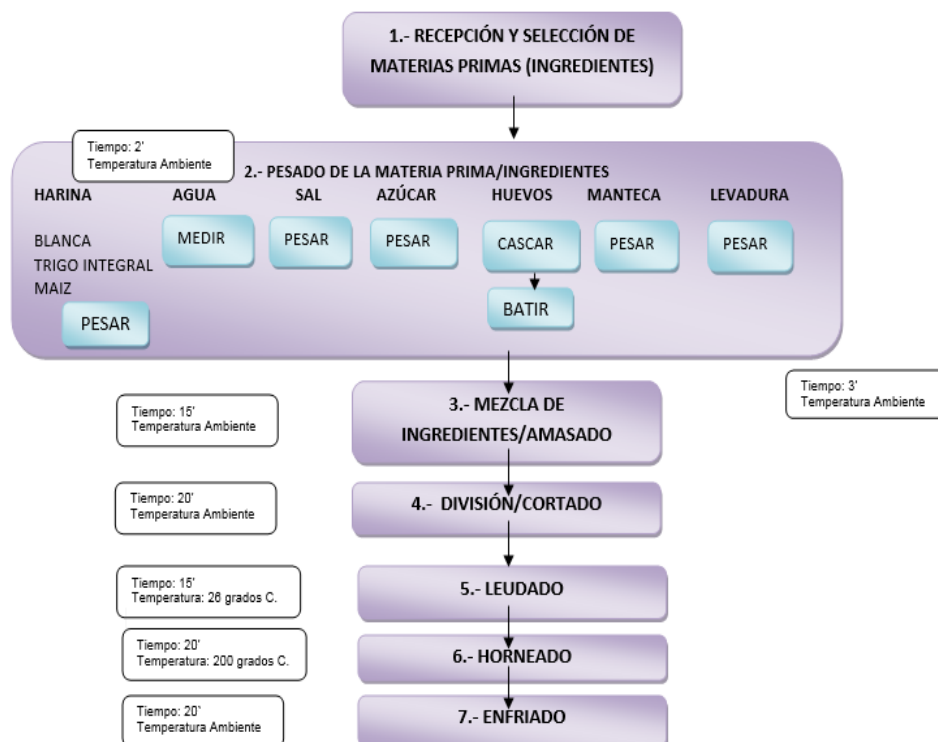 1.- RECEPCIÓN Y SELECCIÓN DE
MATERIAS PRIMAS (INGREDIENTES)
Tiempo: 2'
Temperatura Ambiente
2.- PESADO DE LA MATERIA PRIMA/INGREDIENTES
HARINA
AGUA
SAL
AZÚCAR
HUEVOS
MANTECA
LEVADURA
BLANCA
TRIGO INTEGRAL
MAIZ
PESAR
MEDIR
PESAR
PESAR
CASCAR
BATIR
PESAR
PESAR
Tiempo: 3'
Temperatura Ambiente
Tiempo: 15'
Temperatura Ambiente
3.- MEZCLA DE
INGREDIENTES/AMASADO
Tiempo: 20'
Temperatura Ambiente
4.- DIVISIÓN/CORTADO
Tiempo: 15'
Temperatura: 26 grados C.
5.- LEUDADO
Tiempo: 20'
Temperatura: 200 grados C.
6.- HORNEADO
Tiempo: 20'
Temperatura Ambiente
7.- ENFRIADO